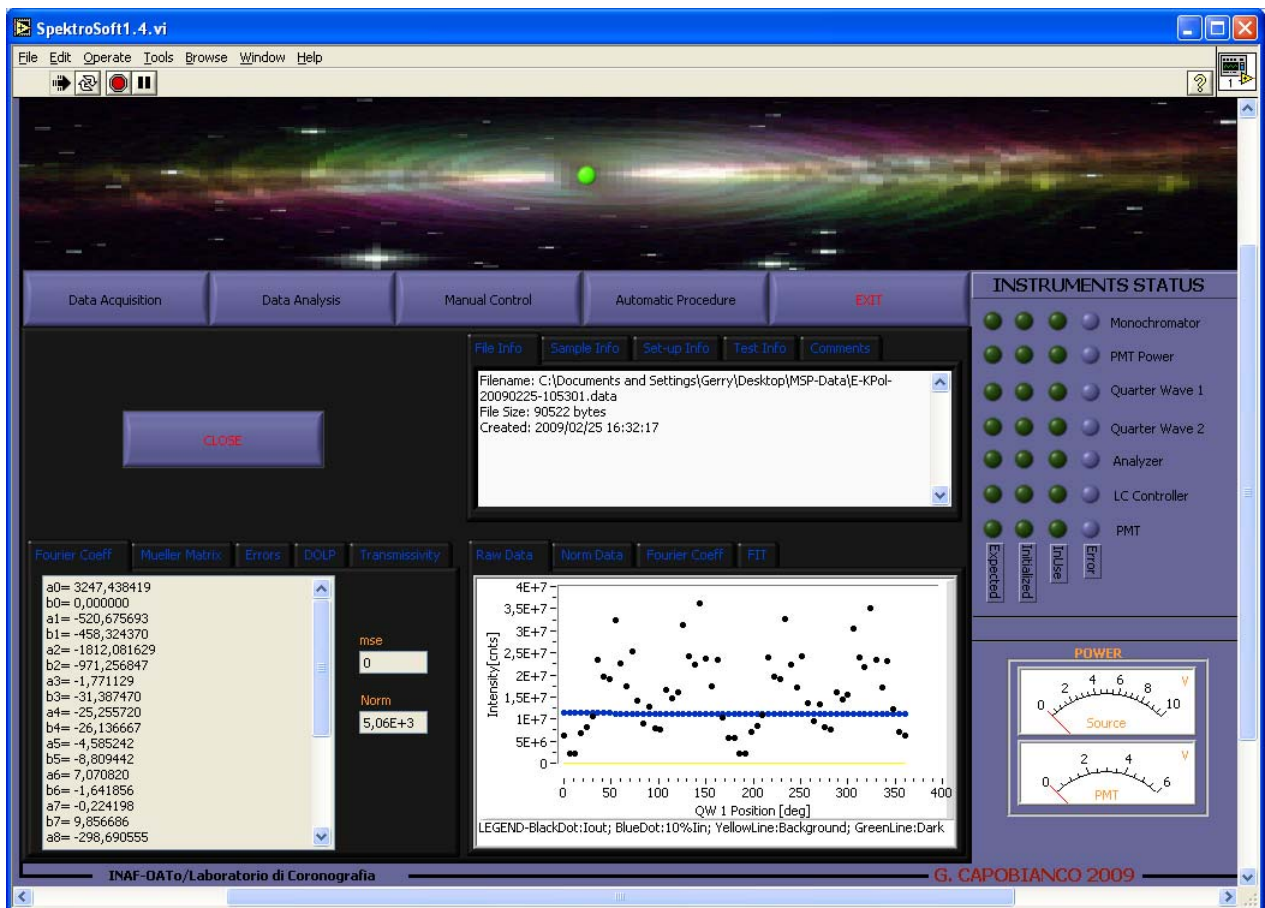 SpektroSoft1.4.vi
File Edit Operate Tools Browse Window Help
1
Data Acquisition
Data Analysis
Manual Control
Automatic Procedure
EXIT
INSTRUMENTS STATUS
Monochromator
PMT Power
Quarter Wave 1
Quarter Wave 2
Analyzer
LC Controller
PMT
Expected
Initialized
InUse
Error
CLOSE
File Info Sample Info Set-up Info Test Info Comments
Filename: C:\Documents and Settings\Gerry\Desktop\MSP-Data\E-KPol-
20090225-105301.data
File Size: 90522 bytes
Created: 2009/02/25 16:32:17
Fourier Coeff Mueller Matrix Errors DOLP Transmissivity
a0= 3247,438419
b0= 0,000000
a1= -520,675693
b1= -458,324370
a2= -1812,081629
b2= -971,256847
a3= -1,771129
b3= -31,387470
a4= -25,255720
b4= -26,136667
a5= -4,585242
b5= -8,809442
a6= 7,070820
b6= -1,641856
a7= -0,224198
b7= 9,856686
a8= -298,690555
mse
0
Norm
5,06E+3
Raw Data Norm Data Fourier Coeff FIT
Intensity[cnts]
4E+7
3,5E+7
3E+7
2,5E+7
2E+7
1,5E+7
1E+7
5E+6
0
0 50 100 150 200 250 300 350 400
QW 1 Position [deg]
LEGEND-BlackDot:Iout; BlueDot:10%Iin; YellowLine:Background; GreenLine:Dark
POWER
0 2 4 6 8 10
V
Source
0 2 4 6
V
PMT
INAF-OATo/Laboratorio di Coronografia
G. CAPOBIANCO 2009